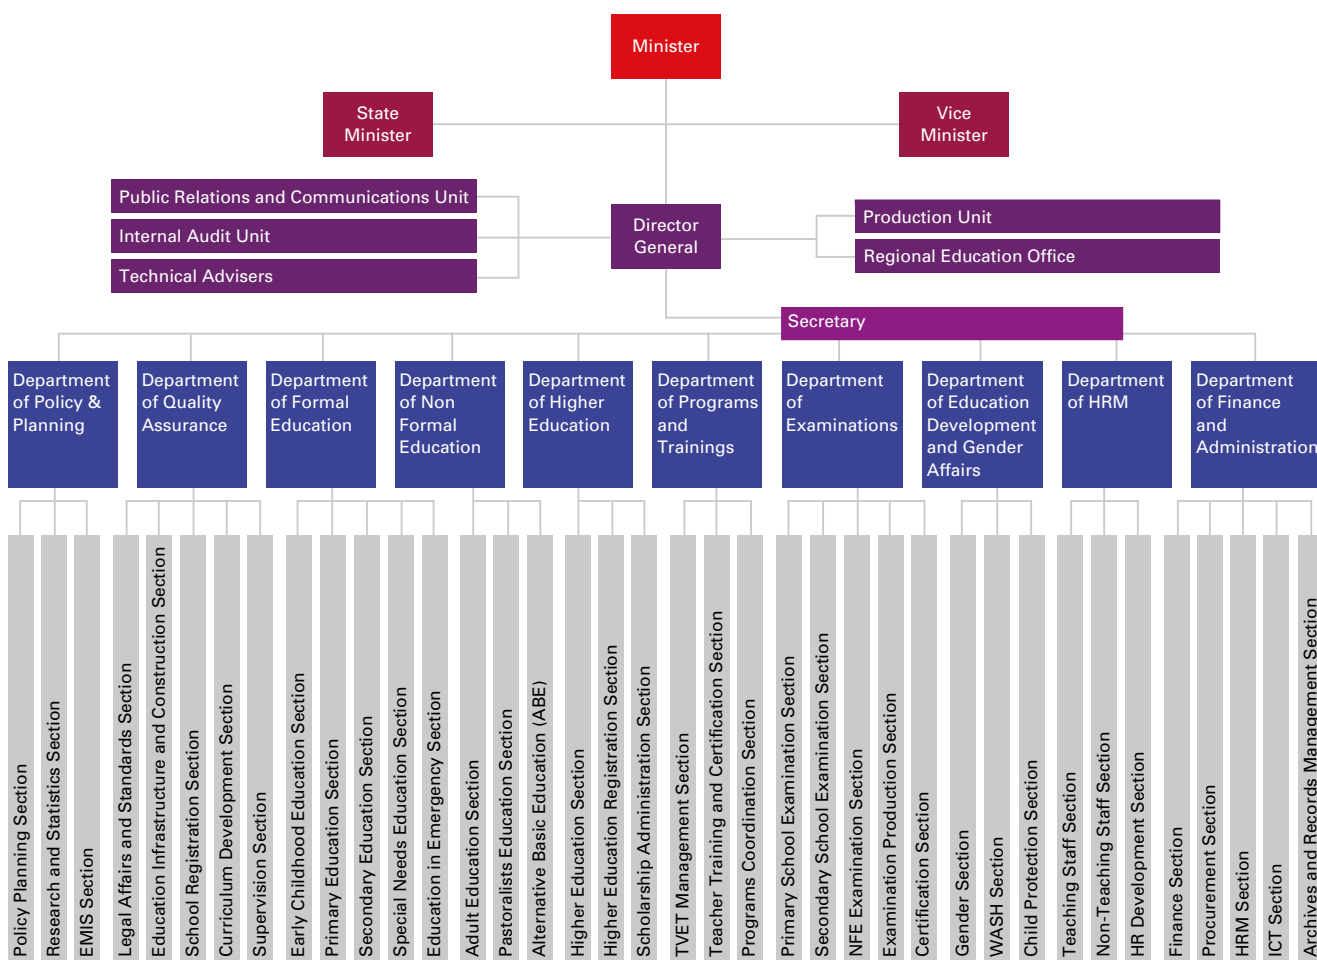 Minister
State
Minister
Vice
Minister
Public Relations and Communications Unit
Internal Audit Unit
Technical Advisers
Director
General
Production Unit
Regional Education Office
Secretary
Department
of Policy &
Planning
Department
of Quality
Assurance
Department
of Formal
Education
Department
of Non
Formal
Education
Department
of Higher
Education
Department
of Programs
and
Trainings
Department
of
Examinations
Department
of Education
Development
and Gender
Affairs
Department
of HRM
Department
of Finance
and
Administration
Policy Planning Section
Research and Statistics Section
EMIS Section
Legal Affairs and Standards Section
Education Infrastructure and Construction Section
School Registration Section
Curriculum Development Section
Supervision Section
Early Childhood Education Section
Primary Education Section
Secondary Education Section
Special Needs Education Section
Education in Emergency Section
Adult Education Section
Pastoralists Education Section
Alternative Basic Education (ABE)
Higher Education Section
Higher Education Registration Section
Scholarship Administration Section
TVET Management Section
Teacher Training and Certification Section
Programs Coordination Section
Primary School Examination Section
Secondary School Examination Section
NFE Examination Section
Examination Production Section
Certification Section
Gender Section
WASH Section
Child Protection Section
Teaching Staff Section
Non-Teaching Staff Section
HR Development Section
Finance Section
Procurement Section
HRM Section
ICT Section
Archives and Records Management Section